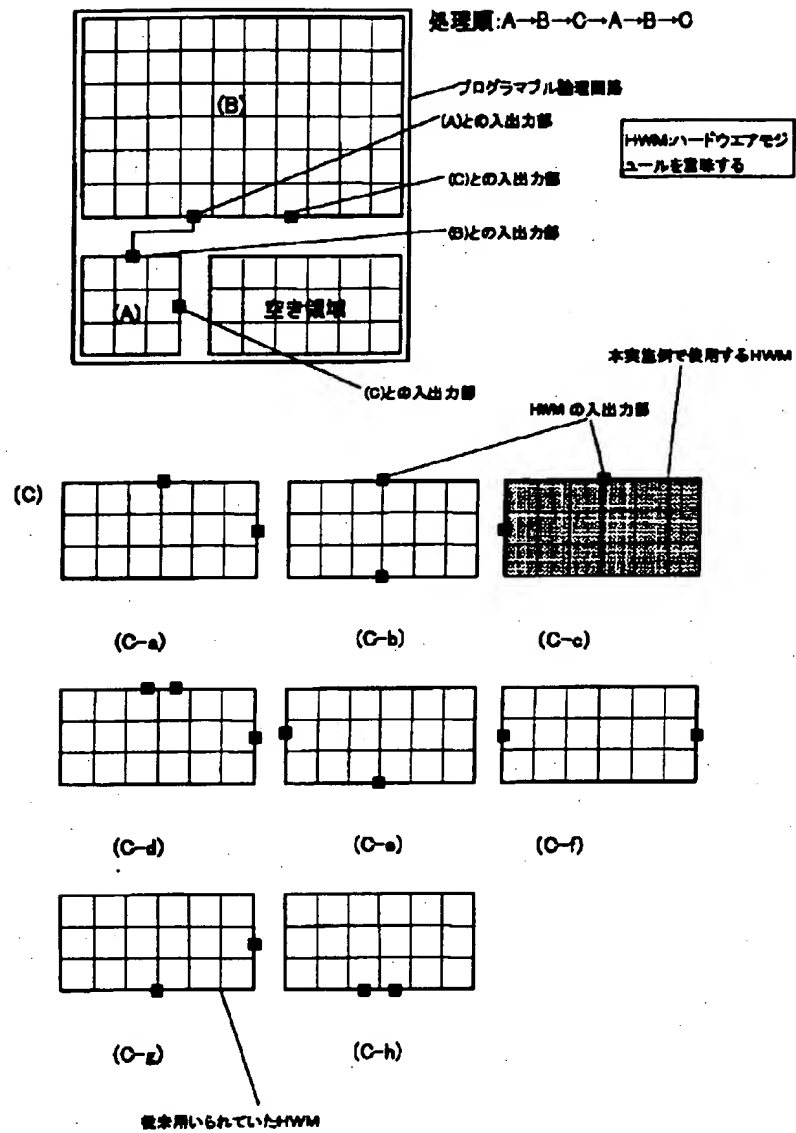 処理順:A→B→C→A→B→C
プログラマブル論理回路
(B)
(A)との入出力部
HWM:ハードウエアモジ
ュールを意味する
(C)との入出力部
(B)との入出力部
(A)
空き領域
(C)との入出力部
本実施例で使用するHWM
HWM の入出力部
(C)
(C-a)
(C-b)
(C-c)
(C-d)
(C-e)
(C-f)
(C-g)
(C-h)
従来用いられていたHWM